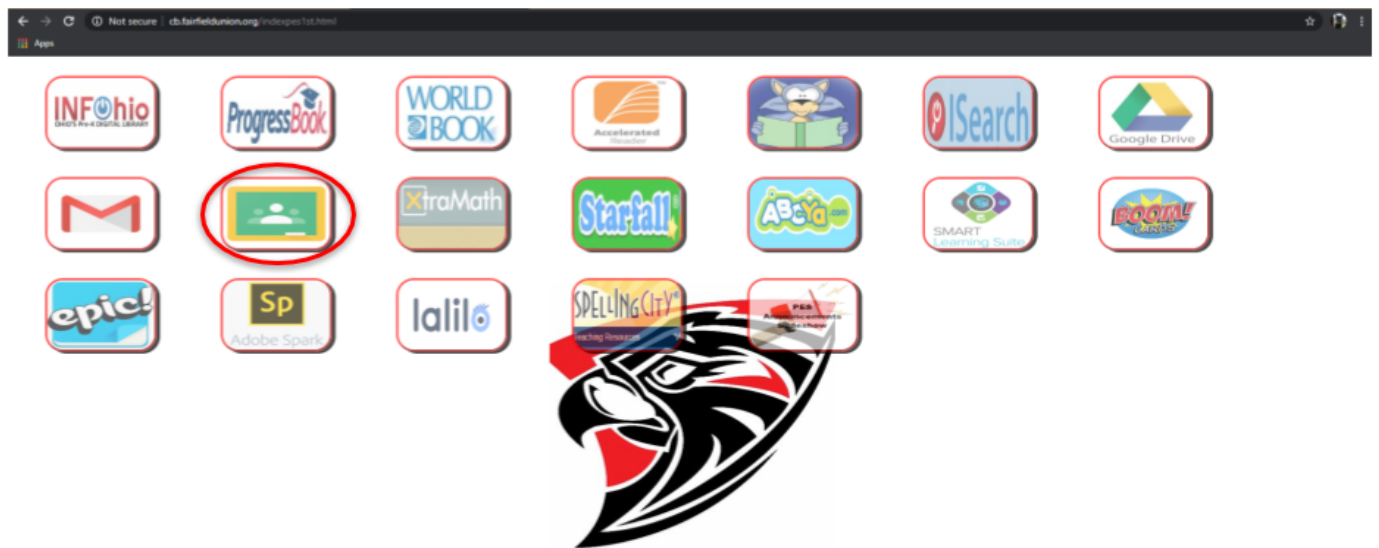 Not secure | cb.fairfieldunion.org/indexpes1st.html
Apps
INFOhio
OHIO'S PreK DIGITAL LIBRARY
ProgressBook
WORLD
BOOK
Accelerated
Reader
ISearch
Google Drive
XtraMath
Starfall
ABCYa.com
SMART
Learning Suite
BOOM!
CARDS
epic!
Sp
Adobe Spark
lalilo
SPELLINGCITY
Teaching Resources
PES
Announcements
Slideshow